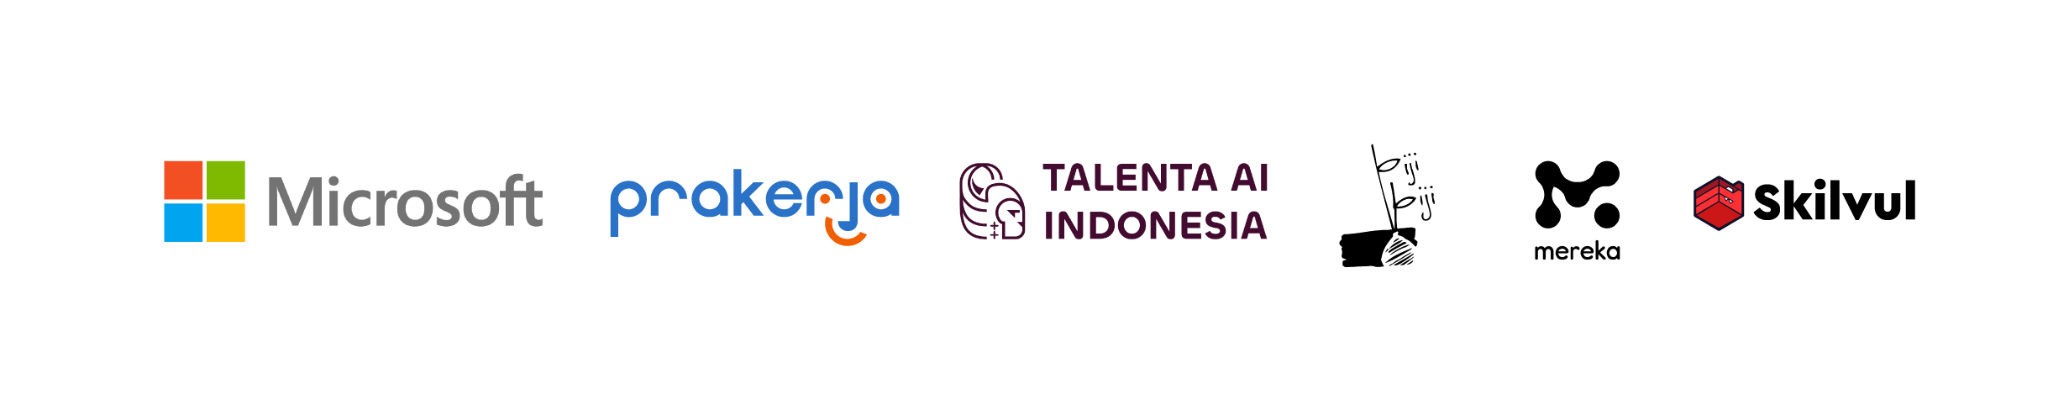 Microsoft
prakerja
TALENTA AI
INDONESIA
Biji
Biji
mereka
Skilvul